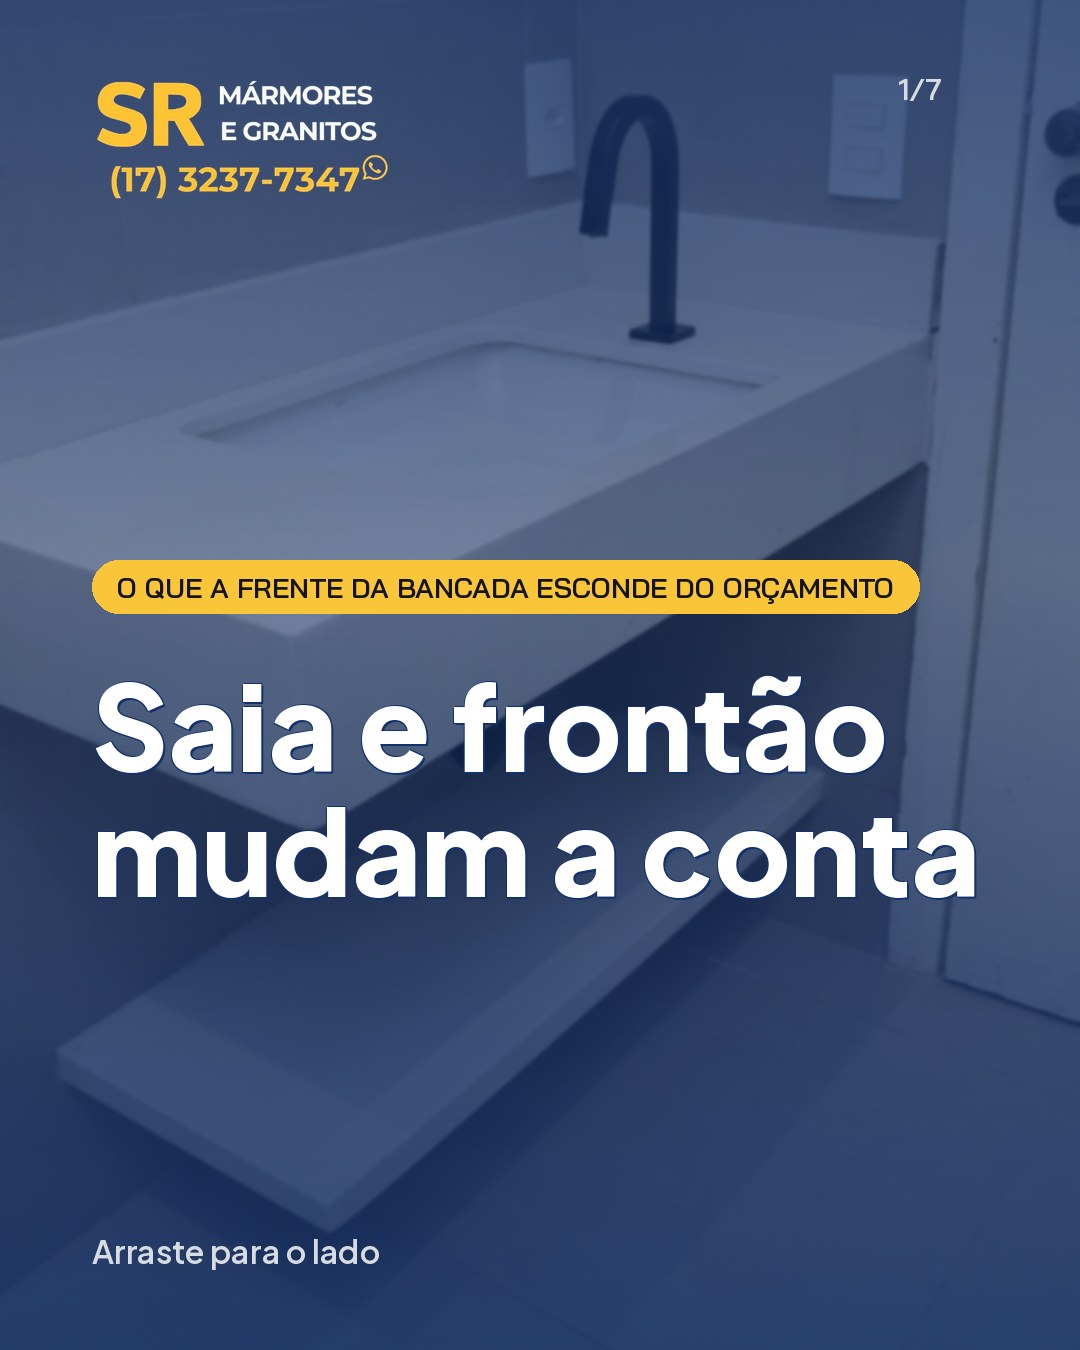 SR MÁRMORES
E GRANITOS
(17) 3237-7347
1/7
O QUE A FRENTE DA BANCADA ESCONDE DO ORÇAMENTO
Saia e frontão
mudam a conta
Arraste para o lado